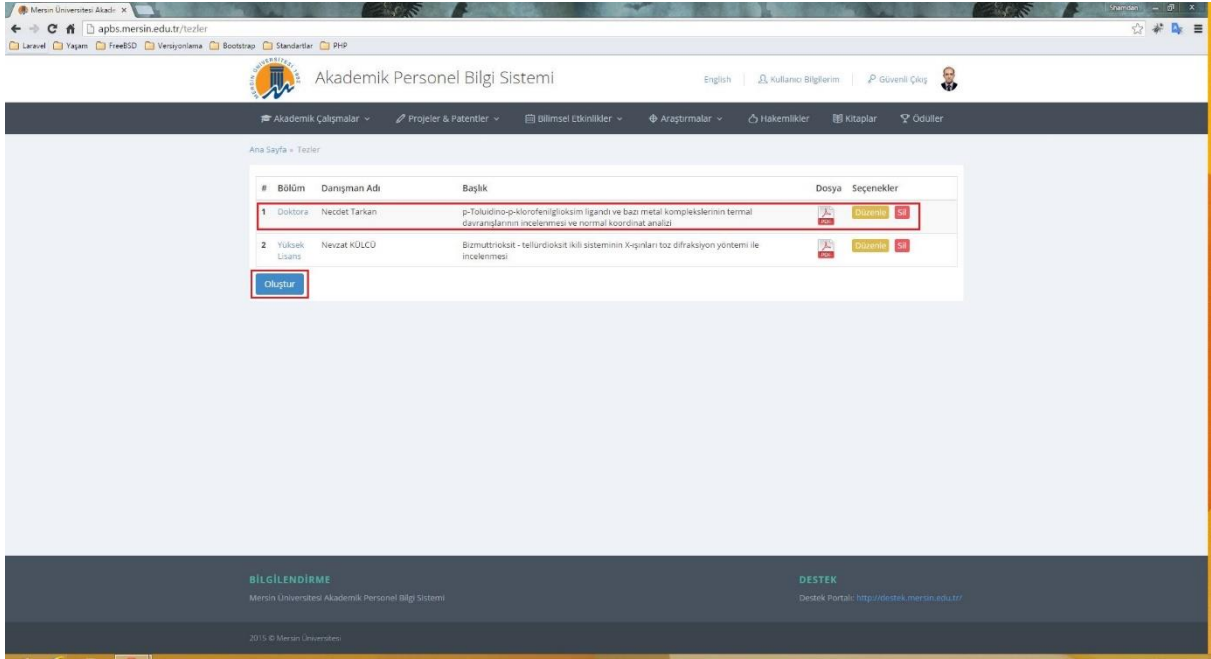 Mersin Üniversitesi Akade
Shamdan
apbs.mersin.edu.tr/tezler
Laravel Yaşam FreeBSD Versiyonlama Bootstrap Standartlar PHP
Akademik Personel Bilgi Sistemi
English Kullanıcı Bilgilerim Güvenli Çıkış
Akademik Çalışmalar Projeler & Patentler Bilimsel Etkinlikler Araştırmalar Hakemlikler Kitaplar Ödüller
Ana Sayfa » Tezler
# Bölüm Danışman Adı Başlık Dosya Seçenekler
1 Doktora Necdet Tarkan p-Toluidino-p-klorofenilglioksim ligandı ve bazı metal komplekslerinin termal Düzenle Sil
davranışlarının incelenmesi ve normal koordinat analizi
2 Yüksek Nevzat KÜLCÜ Bizmuttrioksit - tellürdioksit ikili sisteminin X-ışınları toz difraksiyon yöntemi ile Düzenle Sil
Lisans incelenmesi
Oluştur
BİLGİLENDİRME DESTEK
Mersin Üniversitesi Akademik Personel Bilgi Sistemi Destek Portalı: http://destek.mersin.edu.tr/
2015 © Mersin Üniversitesi